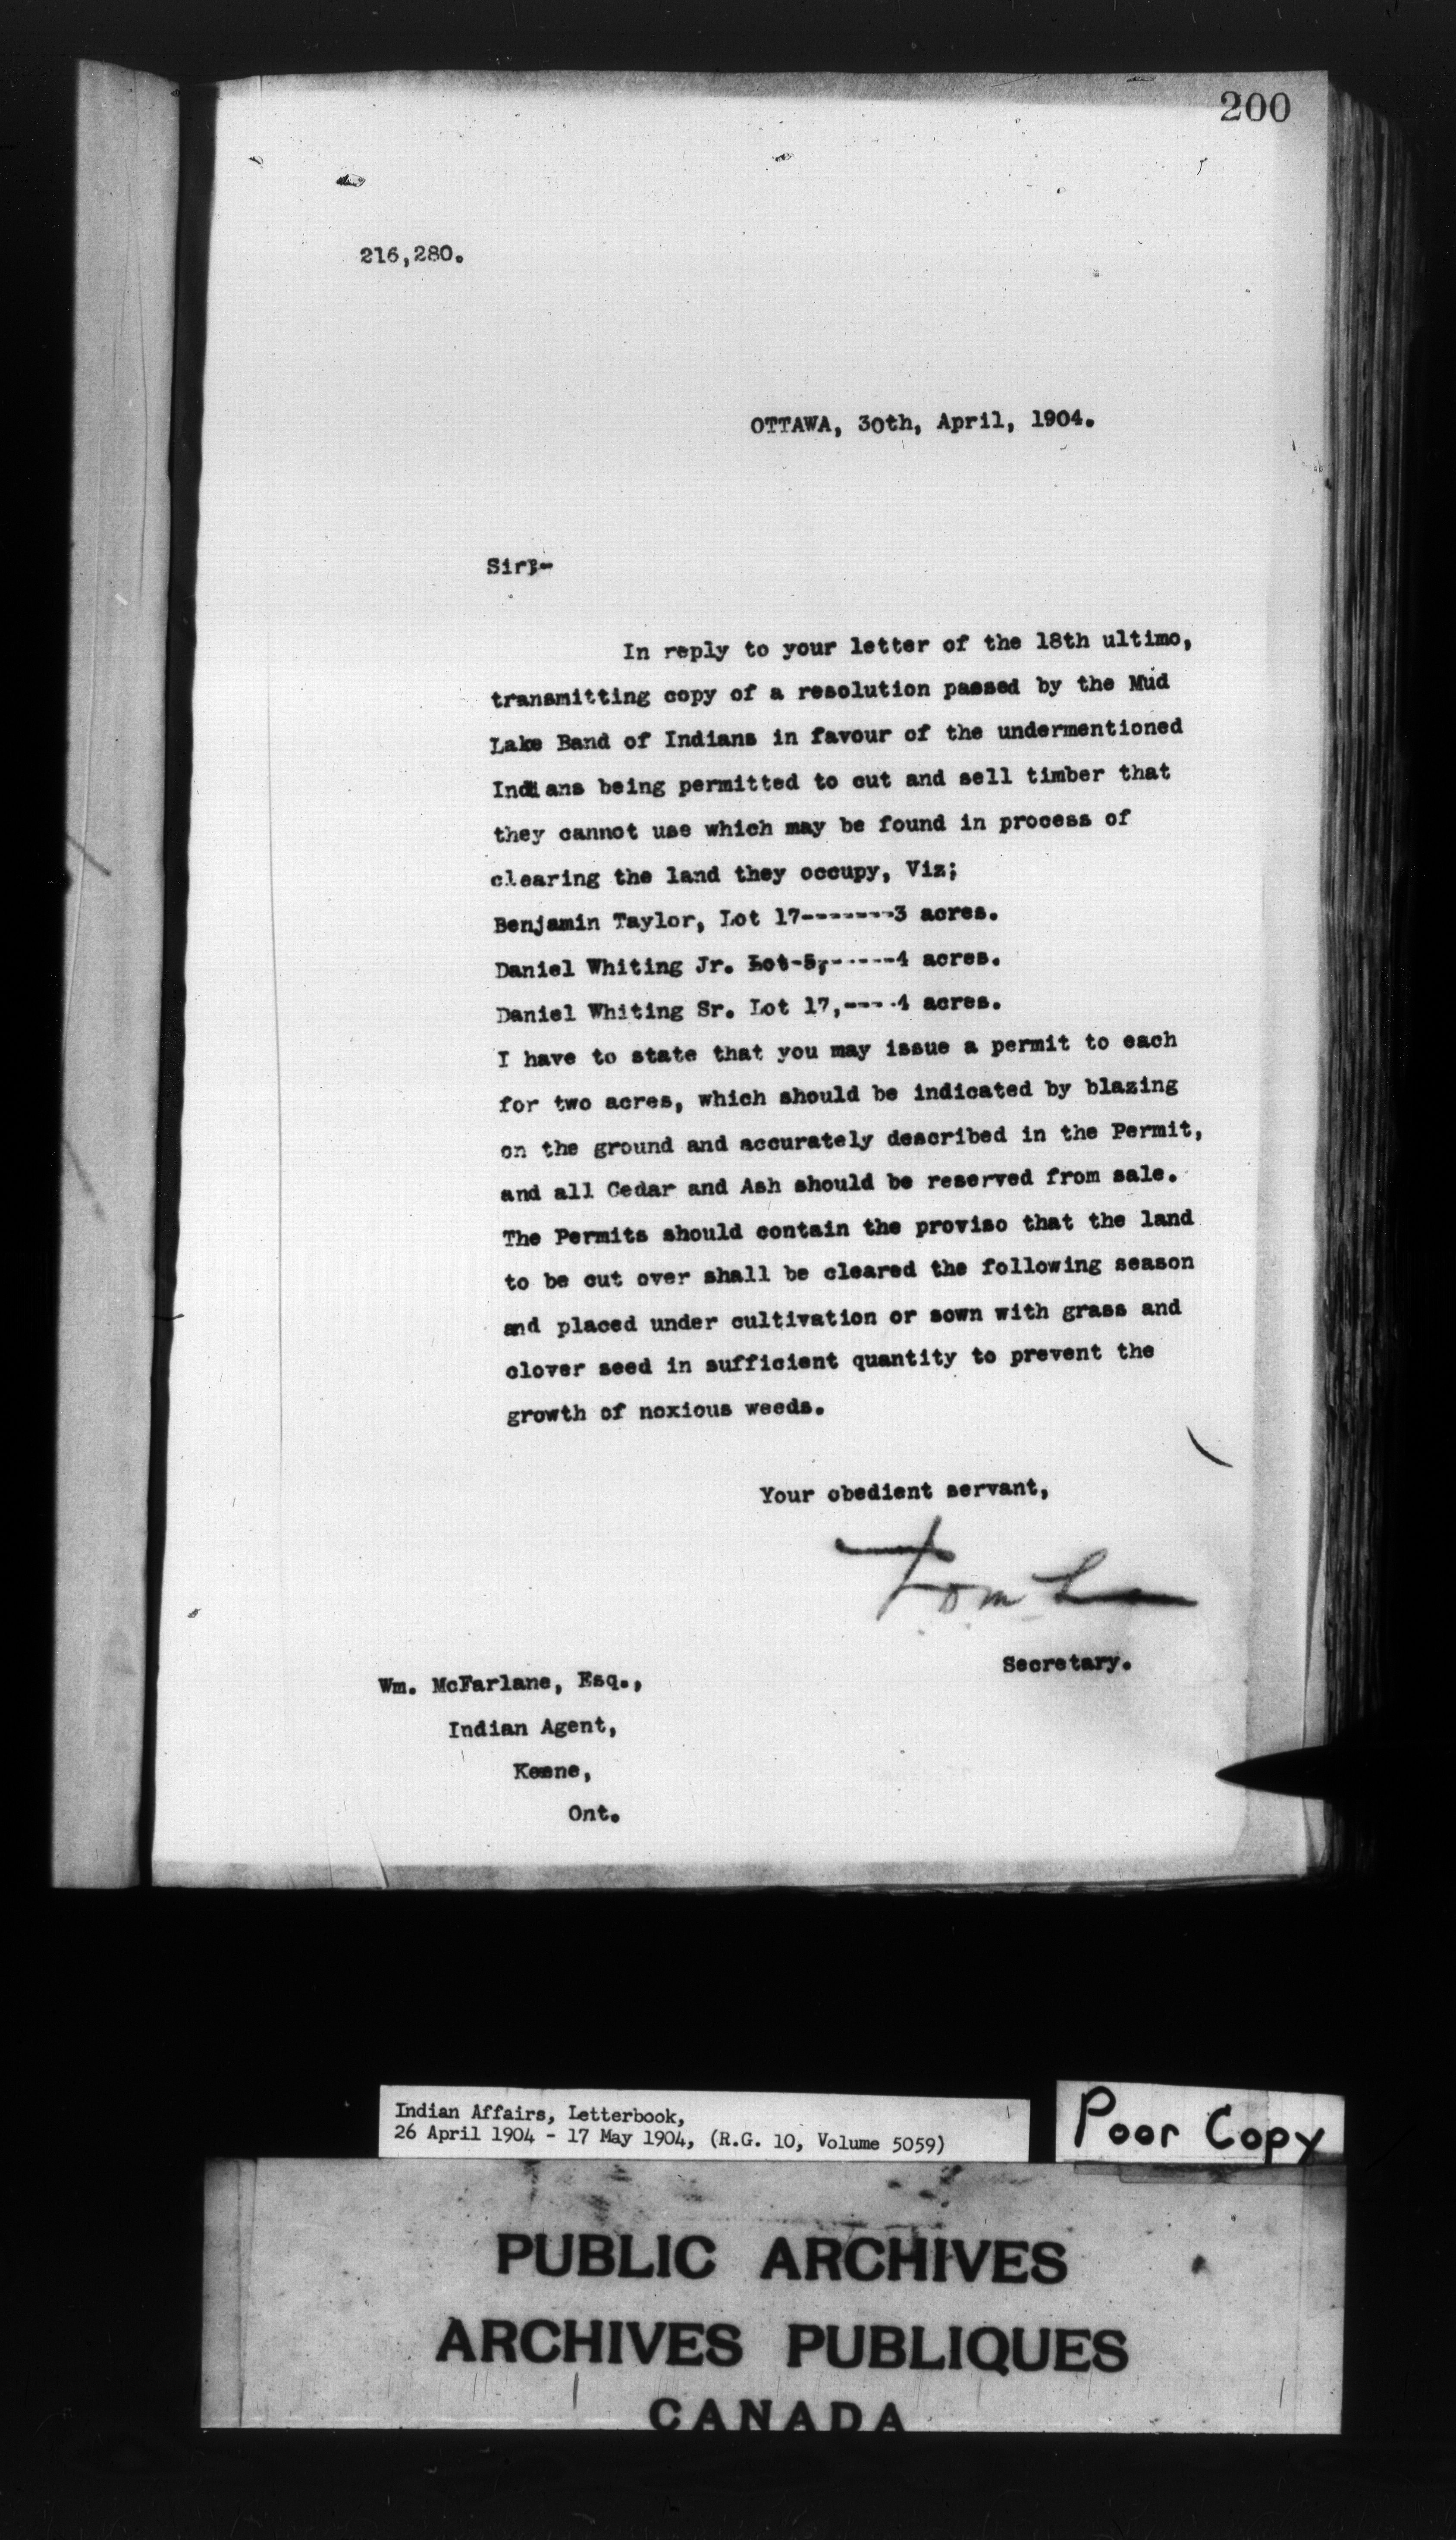 200
216,280.
OTTAWA, 30th, April, 1904.
Sir;-
In reply to your letter of the 18th ultimo,
transmitting copy of a resolution passed by the Mud
Lake Band of Indians in favour of the undermentioned
Indians being permitted to cut and sell timber that
they cannot use which may be found in process of
clearing the land they occupy, Viz;
Benjamin Taylor, Lot 17-------3 acres.
Daniel Whiting Jr. Lot-5,------4 acres.
Daniel Whiting Sr. Lot 17,-----4 acres.
I have to state that you may issue a permit to each
for two acres, which should be indicated by blazing
on the ground and accurately described in the Permit,
and all Cedar and Ash should be reserved from sale.
The Permits should contain the proviso that the land
to be cut over shall be cleared the following season
and placed under cultivation or sown with grass and
clover seed in sufficient quantity to prevent the
growth of noxious weeds.
Your obedient servant,
Secretary.
Wm. McFarlane, Esq.,
Indian Agent,
Keene,
Ont.
Indian Affairs, Letterbook,
26 April 1904 - 17 May 1904, (R.G. 10, Volume 5059)
Poor Copy
PUBLIC ARCHIVES
ARCHIVES PUBLIQUES
CANADA